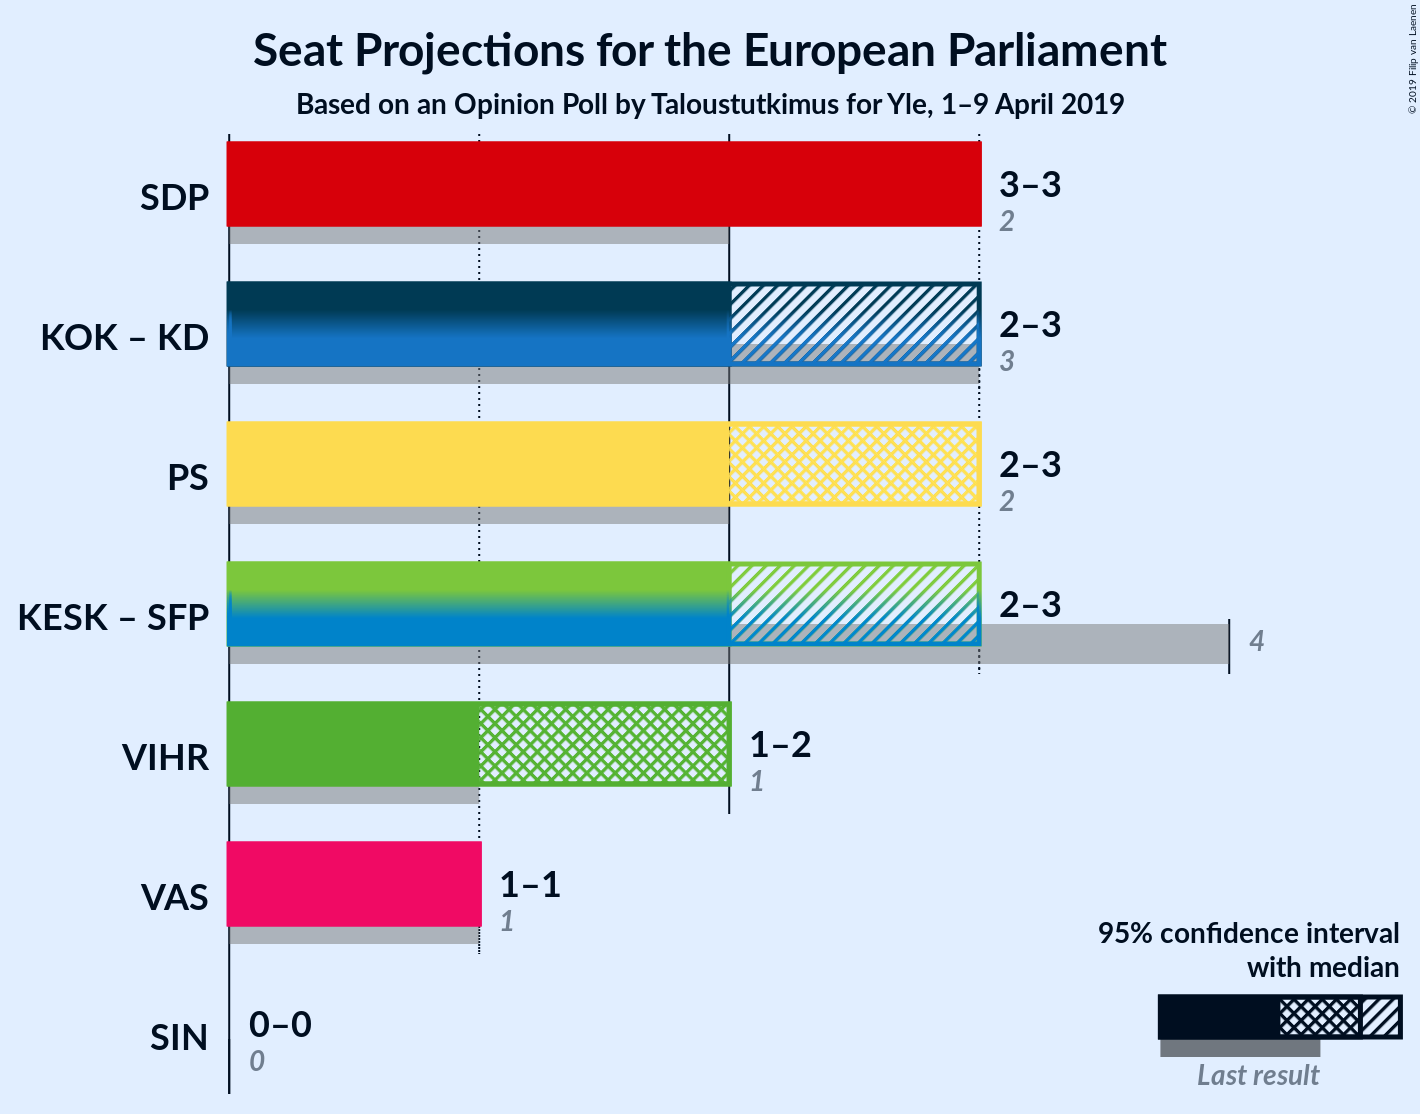 Seat Projections for the European Parliament
Based on an Opinion Poll by Taloustutkimus for Yle, 1–9 April 2019
© 2019 Filip van Laenen
SDP
3–3
2
KOK – KD
2–3
3
PS
2–3
2
KESK – SFP
2–3
4
VIHR
1–2
1
VAS
1–1
1
SIN
0–0
0
95% confidence interval
with median
Last result